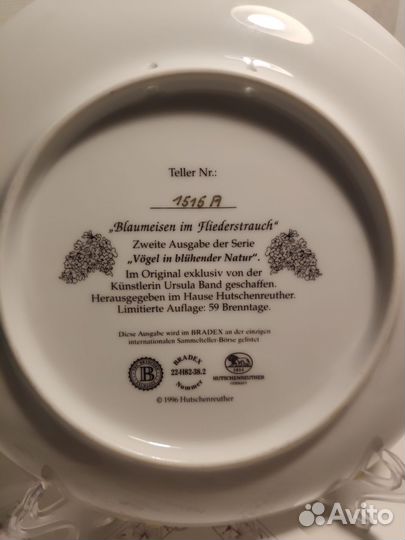 Teller Nr.:
1516 A
„Blaumeisen im Fliederstrauch“
Zweite Ausgabe der Serie
„Vögel in blühender Natur“.
Im Original exklusiv von der
Künstlerin Ursula Band geschaffen.
Herausgegeben im Hause Hutschenreuther.
Limitierte Auflage: 59 Brenntage.
Diese Ausgabe wird im BRADEX an der einzigen
internationalen Sammelteller-Börse gelistet
B
BRADEX
22-H82-38.2
Nummer
1814
HUTSCHENREUTHER
GERMANY
© 1996 Hutschenreuther
Avito